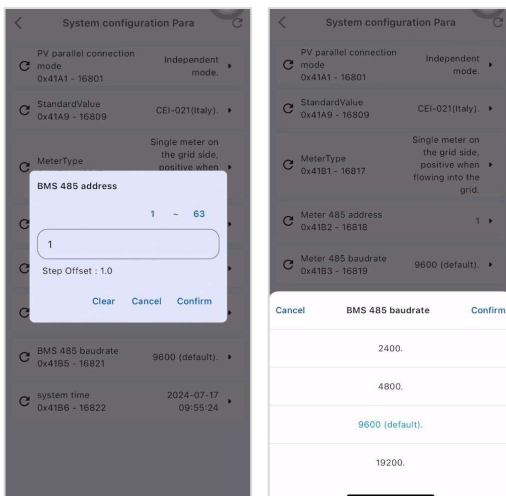 System configuration Para
PV parallel connection
mode
0x41A1 - 16801
Independent
mode.
StandardValue
0x41A9 - 16809
CEI-021(Italy).
MeterType
Single meter on
the grid side,
positive when
BMS 485 address
1 ~ 63
1
Step Offset : 1.0
Clear Cancel Confirm
BMS 485 baudrate
0x41B5 - 16821
9600 (default).
system time
0x41B6 - 16822
2024-07-17
09:55:24
System configuration Para
PV parallel connection
mode
0x41A1 - 16801
Independent
mode.
StandardValue
0x41A9 - 16809
CEI-021(Italy).
MeterType
0x41B1 - 16817
Single meter on
the grid side,
positive when
flowing into the
grid.
Meter 485 address
0x41B2 - 16818
1
Meter 485 baudrate
0x41B3 - 16819
9600 (default).
Cancel BMS 485 baudrate Confirm
2400.
4800.
9600 (default).
19200.